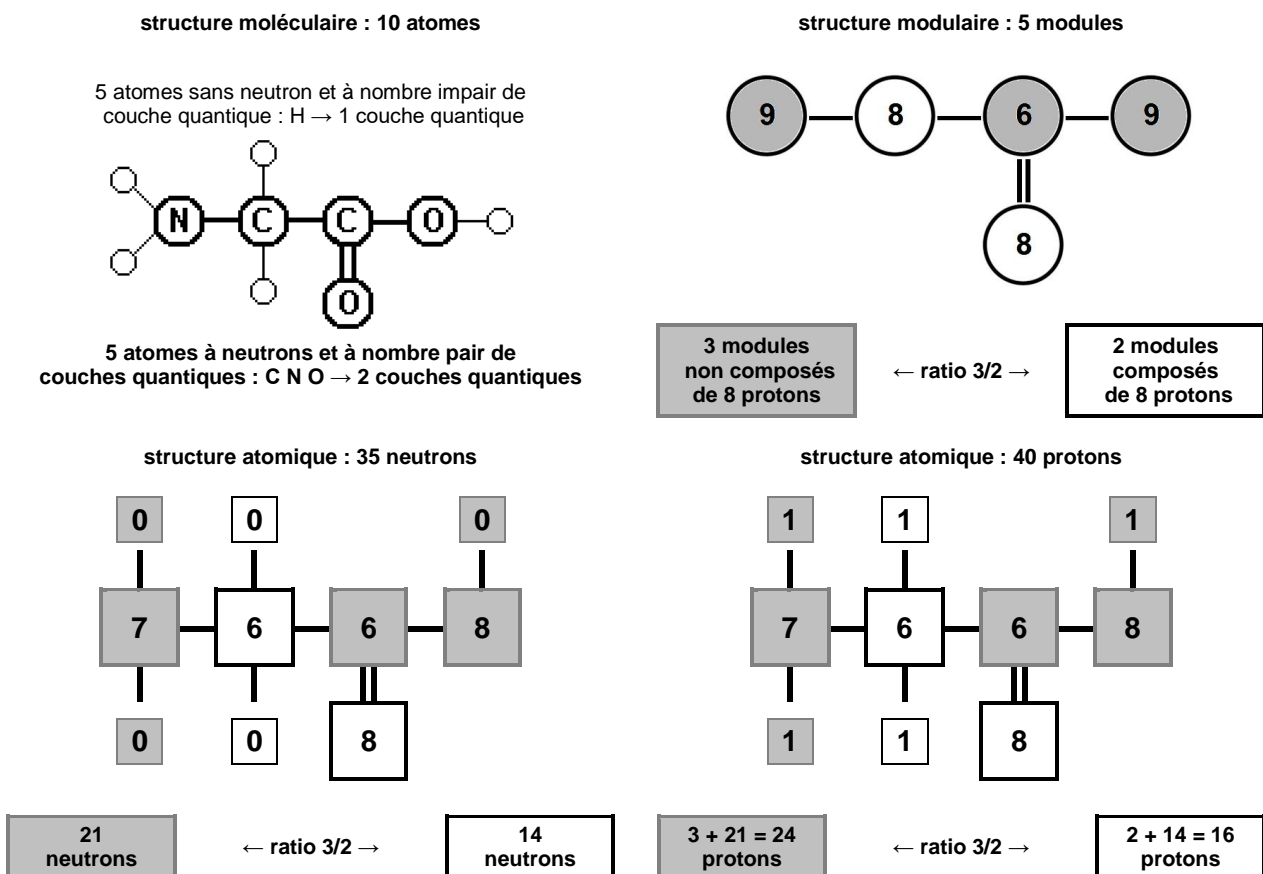 structure moléculaire : 10 atomes
5 atomes sans neutron et à nombre impair de
couche quantique : H → 1 couche quantique
N C C O
O
5 atomes à neutrons et à nombre pair de
couches quantiques : C N O → 2 couches quantiques
structure modulaire : 5 modules
9 8 6 9
8
3 modules
non composés
de 8 protons
← ratio 3/2 →
2 modules
composés
de 8 protons
structure atomique : 35 neutrons
0 0 0
7 6 6 8
0 0 8
21
neutrons
← ratio 3/2 →
14
neutrons
structure atomique : 40 protons
1 1 1
7 6 6 8
1 1 8
3 + 21 = 24
protons
← ratio 3/2 →
2 + 14 = 16
protons